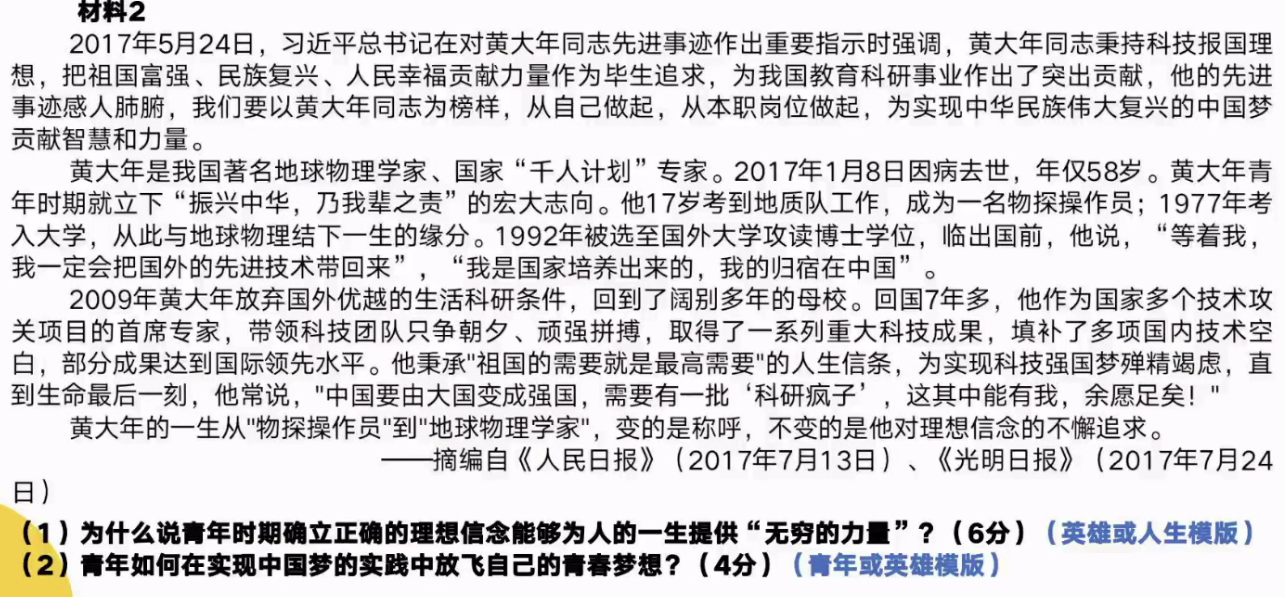 材料2
2017年5月24日，习近平总书记在对黄大年同志先进事迹作出重要指示时强调，黄大年同志秉持科技报国理
想，把祖国富强、民族复兴、人民幸福贡献力量作为毕生追求，为我国教育科研事业作出了突出贡献，他的先进
事迹感人肺腑，我们要以黄大年同志为榜样，从自己做起，从本职岗位做起，为实现中华民族伟大复兴的中国梦
贡献智慧和力量。
黄大年是我国著名地球物理学家、国家“千人计划”专家。2017年1月8日因病去世，年仅58岁。黄大年青
年时期就立下“振兴中华，乃我辈之责”的宏大志向。他17岁考到地质队工作，成为一名物探操作员；1977年考
入大学，从此与地球物理结下一生的缘分。1992年被选至国外大学攻读博士学位，临出国前，他说，“等着我，
我一定会把国外的先进技术带回来”，“我是国家培养出来的，我的归宿在中国”。
2009年黄大年放弃国外优越的生活科研条件，回到了阔别多年的母校。回国7年多，他作为国家多个技术攻
关项目的首席专家，带领科技团队只争朝夕、顽强拼搏，取得了一系列重大科技成果，填补了多项国内技术空
白，部分成果达到国际领先水平。他秉承"祖国的需要就是最高需要"的人生信条，为实现科技强国梦殚精竭虑，直
到生命最后一刻，他常说，"中国要由大国变成强国，需要有一批‘科研疯子’，这其中能有我，余愿足矣！"
黄大年的一生从"物探操作员"到"地球物理学家"，变的是称呼，不变的是他对理想信念的不懈追求。
——摘编自《人民日报》（2017年7月13日）、《光明日报》（2017年7月24
日）
（1）为什么说青年时期确立正确的理想信念能够为人的一生提供“无穷的力量”？（6分）（英雄或人生模版）
（2）青年如何在实现中国梦的实践中放飞自己的青春梦想？（4分）（青年或英雄模版）